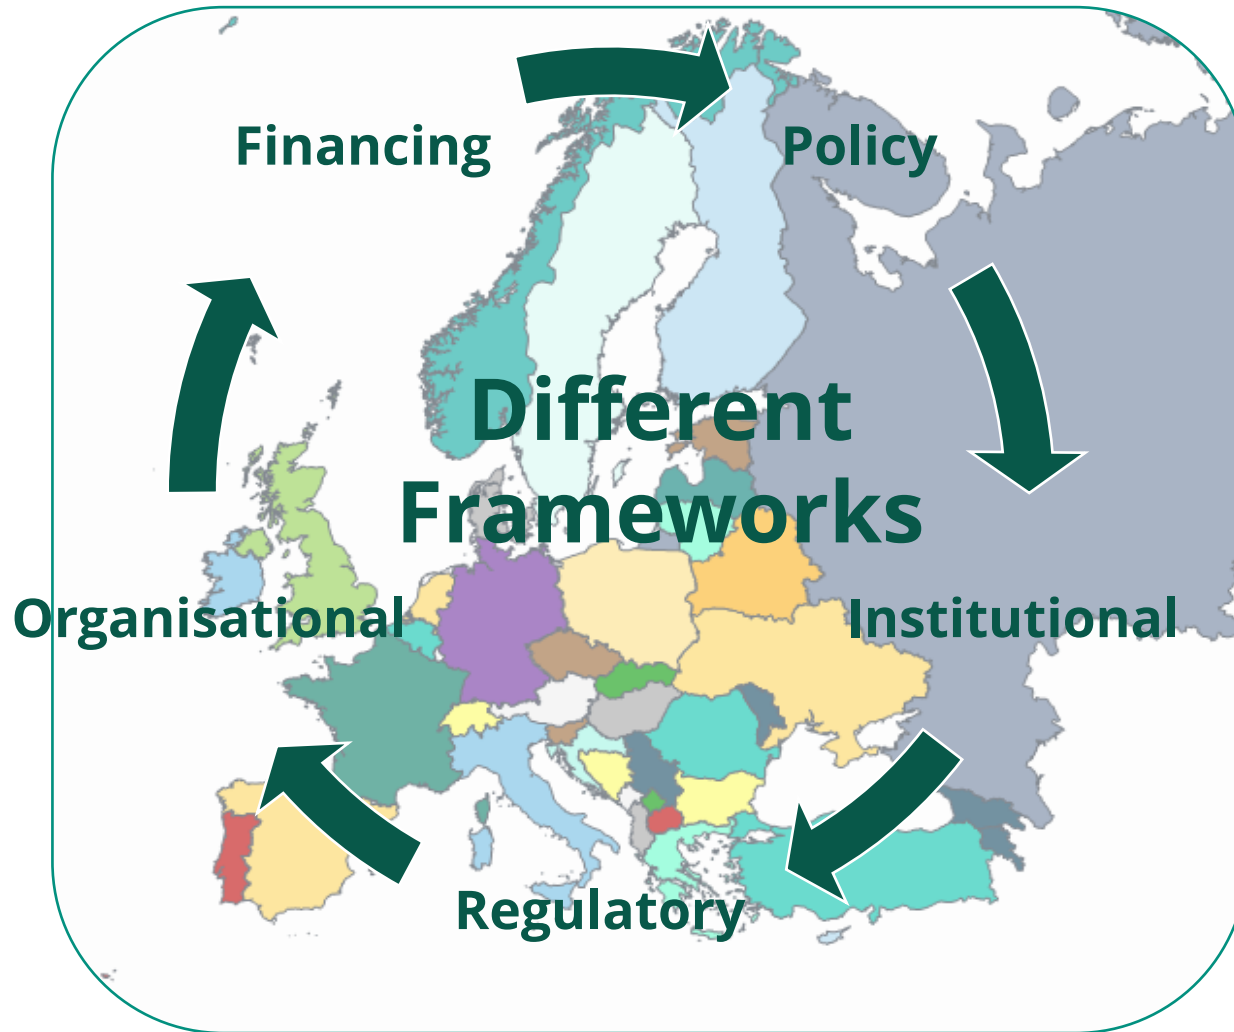 Financing
Policy
Different
Frameworks
Organisational
Institutional
Regulatory